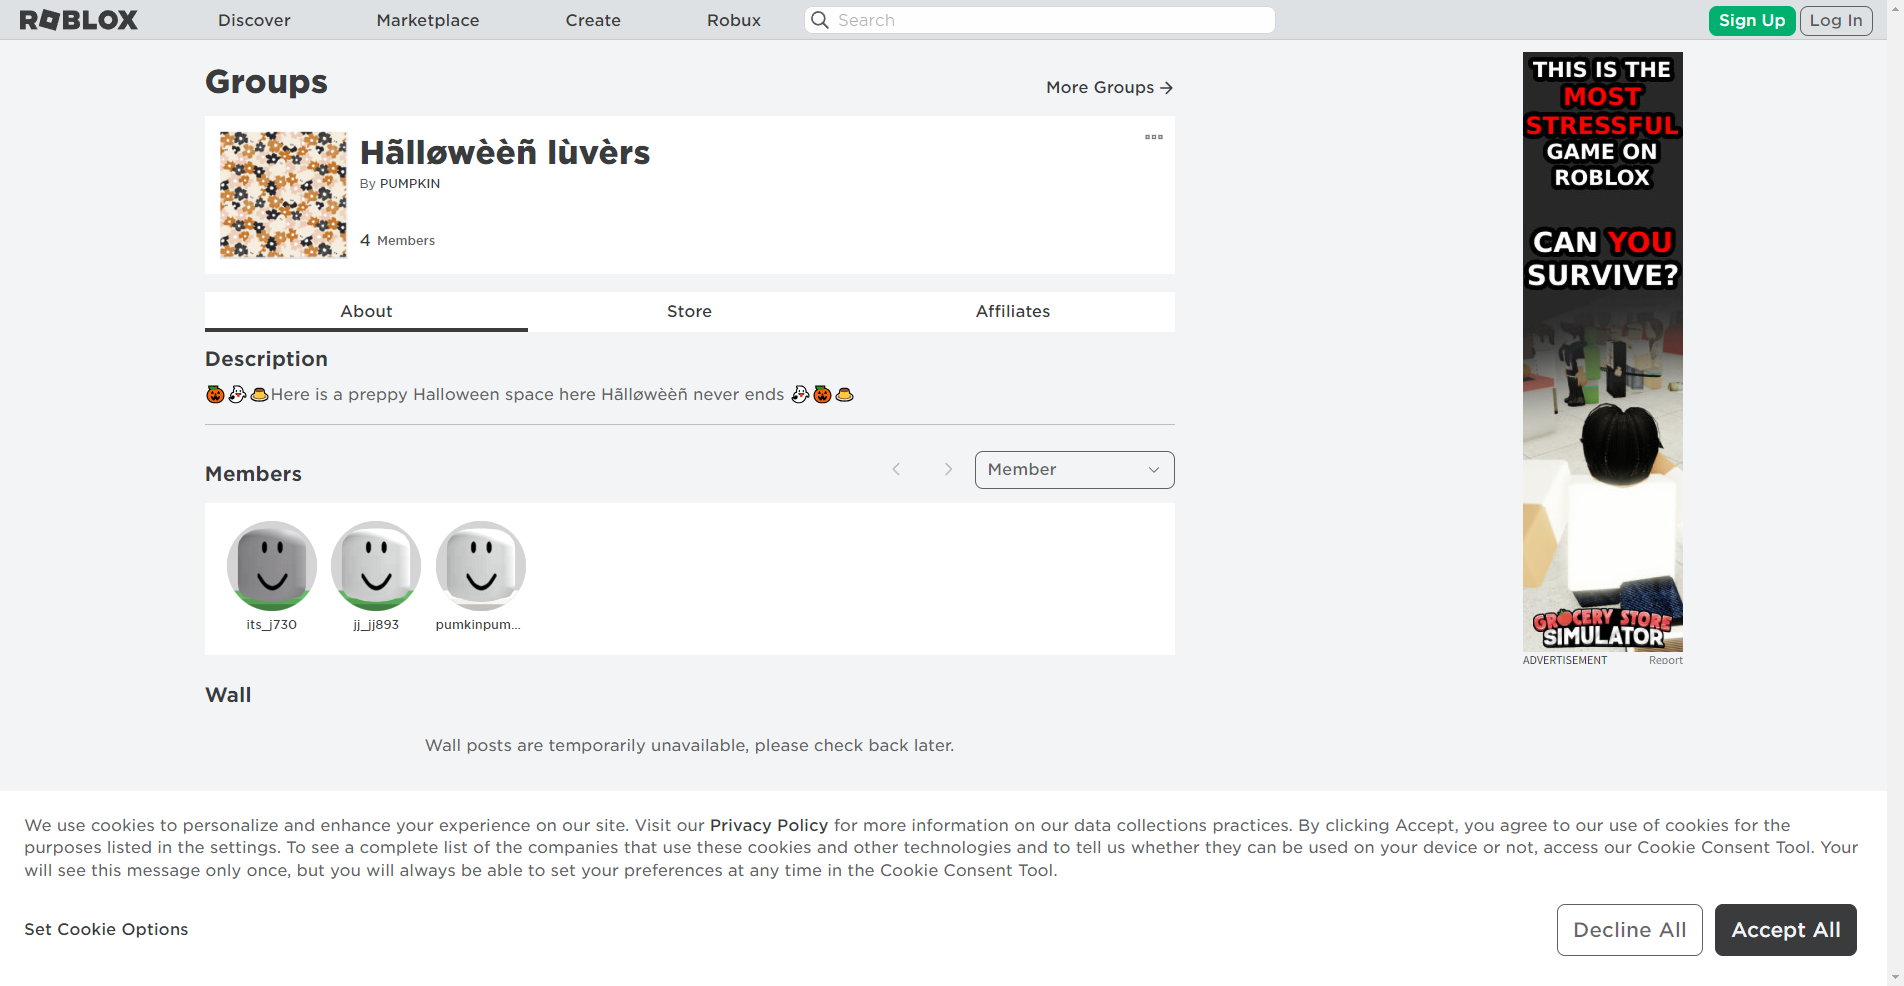 ROBLOX
Discover
Marketplace
Create
Robux
Search
Sign Up
Log In
Groups
More Groups
Hãlløwèèñ lùvèrs
By PUMPKIN
4 Members
About
Store
Affiliates
Description
🎃👻🍮Here is a preppy Halloween space here Hãlløwèèñ never ends 👻🎃🍮
Members
Member
its_j730
jj_jj893
pumkinpum...
Wall
Wall posts are temporarily unavailable, please check back later.
THIS IS THE
MOST
STRESSFUL
GAME ON
ROBLOX
CAN YOU
SURVIVE?
GROCERY STORE
SIMULATOR
ADVERTISEMENT
Report
We use cookies to personalize and enhance your experience on our site. Visit our Privacy Policy for more information on our data collections practices. By clicking Accept, you agree to our use of cookies for the
purposes listed in the settings. To see a complete list of the companies that use these cookies and other technologies and to tell us whether they can be used on your device or not, access our Cookie Consent Tool. Your
will see this message only once, but you will always be able to set your preferences at any time in the Cookie Consent Tool.
Set Cookie Options
Decline All
Accept All